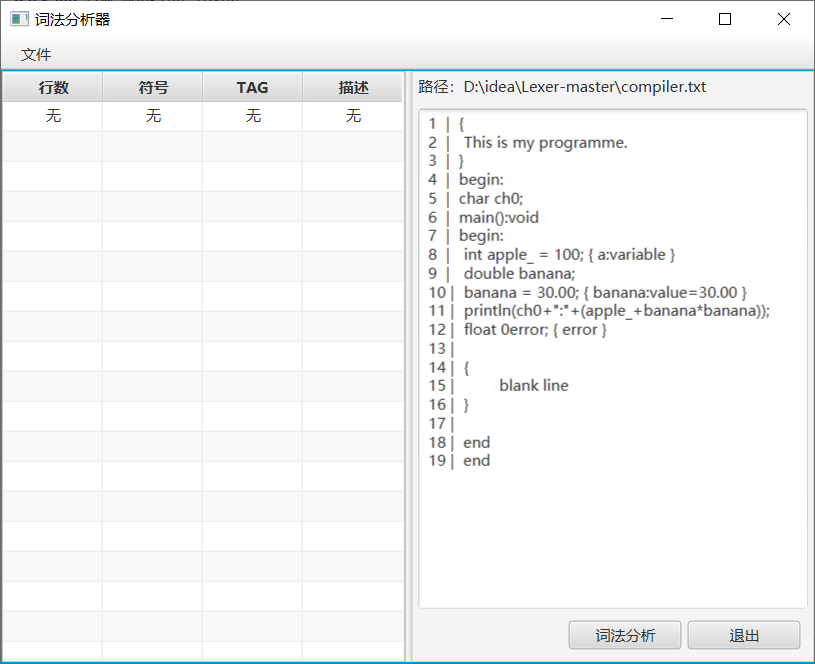 词法分析器
文件
行数 符号 TAG 描述
无 无 无 无
路径：D:\idea\Lexer-master\compiler.txt
1 | {
2 | This is my programme.
3 | }
4 | begin:
5 | char ch0;
6 | main():void
7 | begin:
8 | int apple_ = 100; { a:variable }
9 | double banana;
10| banana = 30.00; { banana:value=30.00 }
11| println(ch0+":"+(apple_+banana*banana));
12| float 0error; { error }
13|
14| {
15| blank line
16| }
17|
18| end
19| end
词法分析 退出